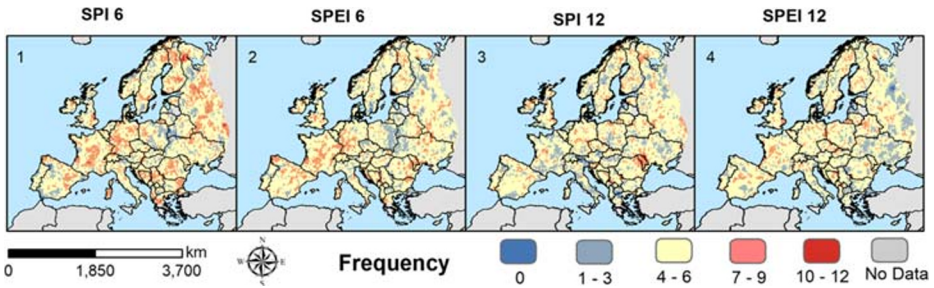 SPI 6 SPEI 6 SPI 12 SPEI 12
1 2 3 4
km
0 1,850 3,700
N
W E
S
Frequency
0 1 - 3 4 - 6 7 - 9 10 - 12 No Data